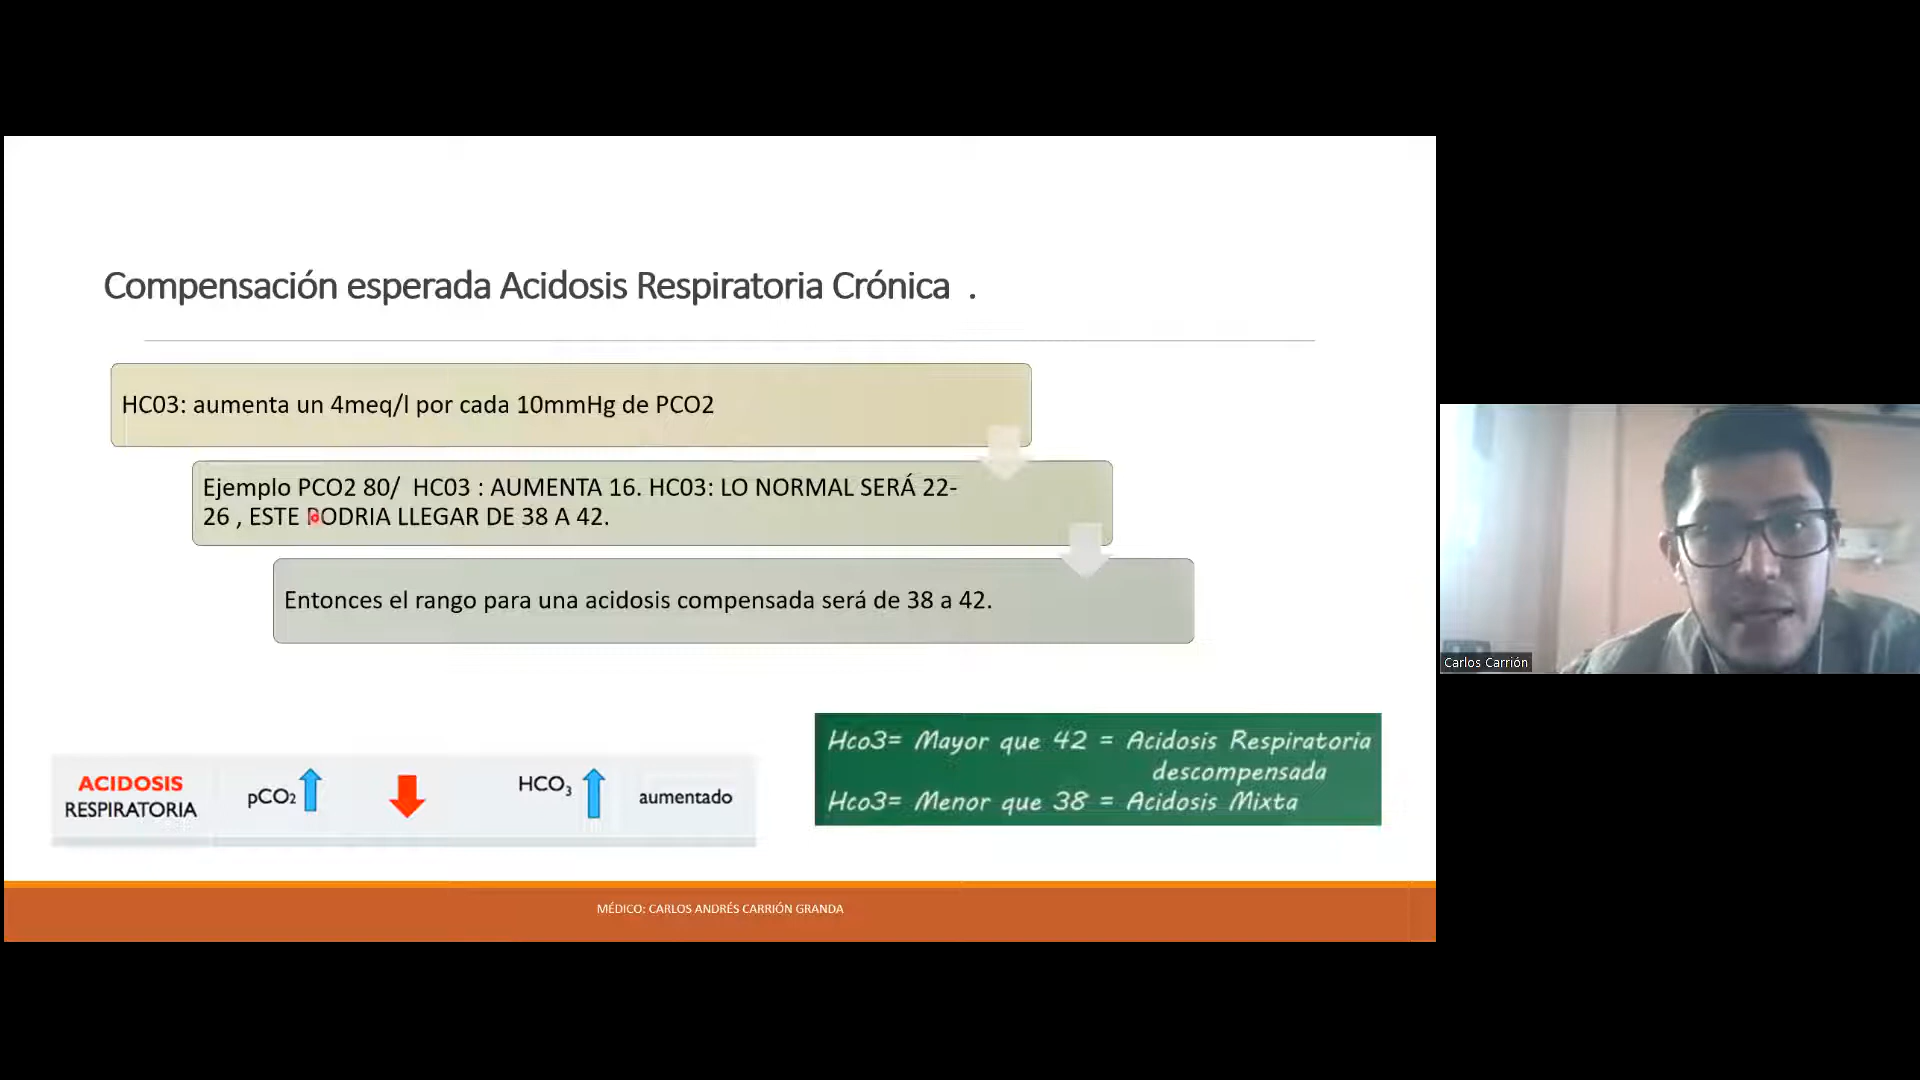 Compensación esperada Acidosis Respiratoria Crónica .
HC03: aumenta un 4meq/l por cada 10mmHg de PCO2
Ejemplo PCO2 80/ HC03 : AUMENTA 16. HC03: LO NORMAL SERÁ 22-
26 , ESTE PODRIA LLEGAR DE 38 A 42.
Entonces el rango para una acidosis compensada será de 38 a 42.
ACIDOSIS
RESPIRATORIA
pCO2
HCO3
aumentado
Hco3= Mayor que 42 = Acidosis Respiratoria
descompensada
Hco3= Menor que 38 = Acidosis Mixta
MÉDICO: CARLOS ANDRÉS CARRIÓN GRANDA
Carlos Carrión